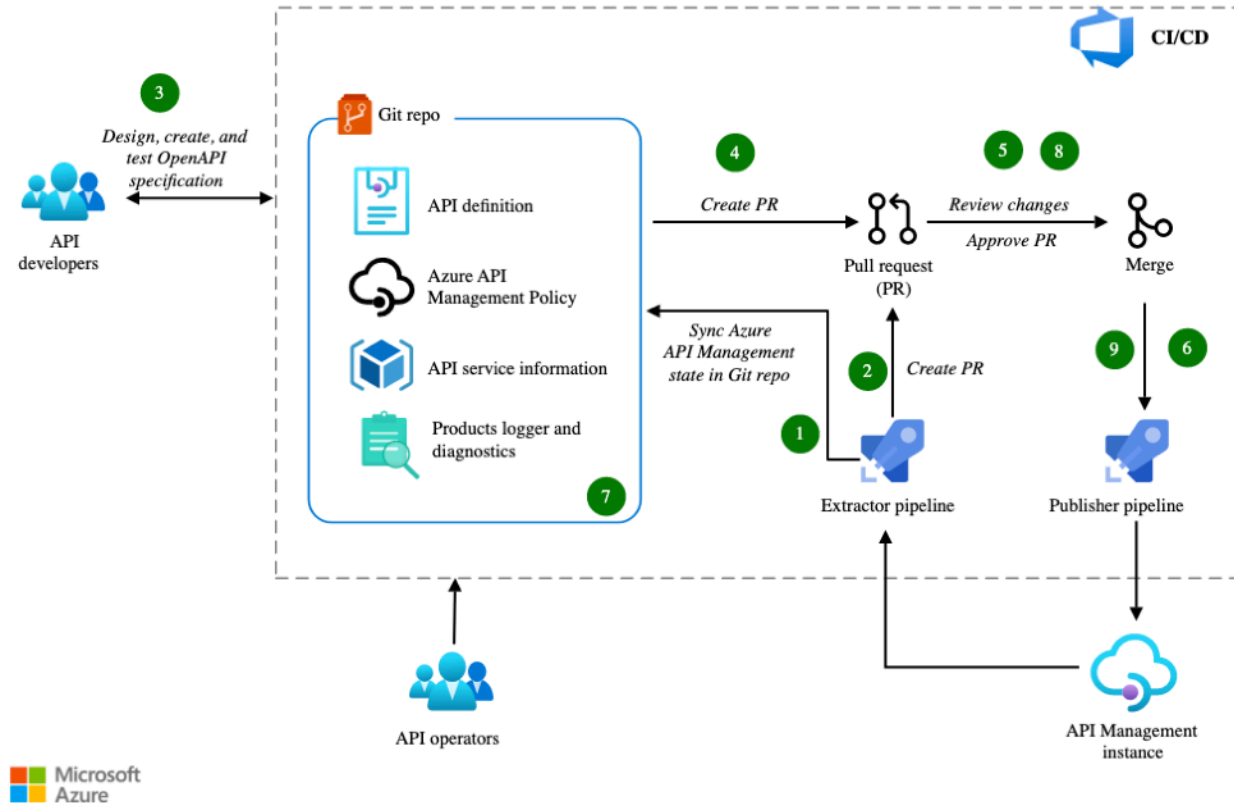 CI/CD
3
Design, create, and
test OpenAPI
specification
API
developers
Git repo
API definition
Azure API
Management Policy
API service information
Products logger and
diagnostics
7
4
Create PR
Pull request
(PR)
5
8
Review changes
Approve PR
Merge
Sync Azure
API Management
state in Git repo
1
2
Create PR
9
6
Extractor pipeline
Publisher pipeline
API operators
API Management
instance
Microsoft
Azure